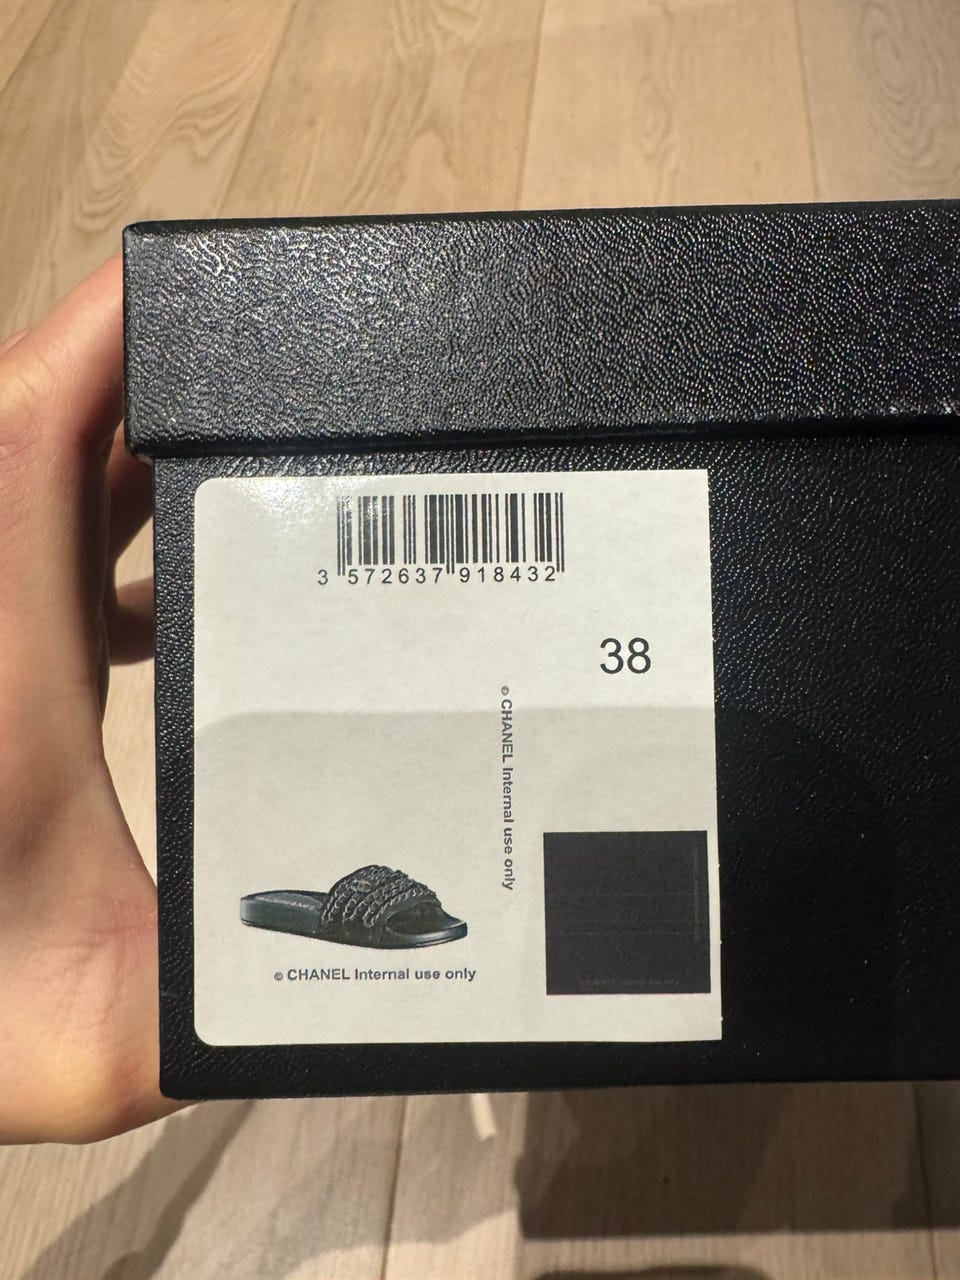 3 572637 918432
38
© CHANEL Internal use only
© CHANEL Internal use only